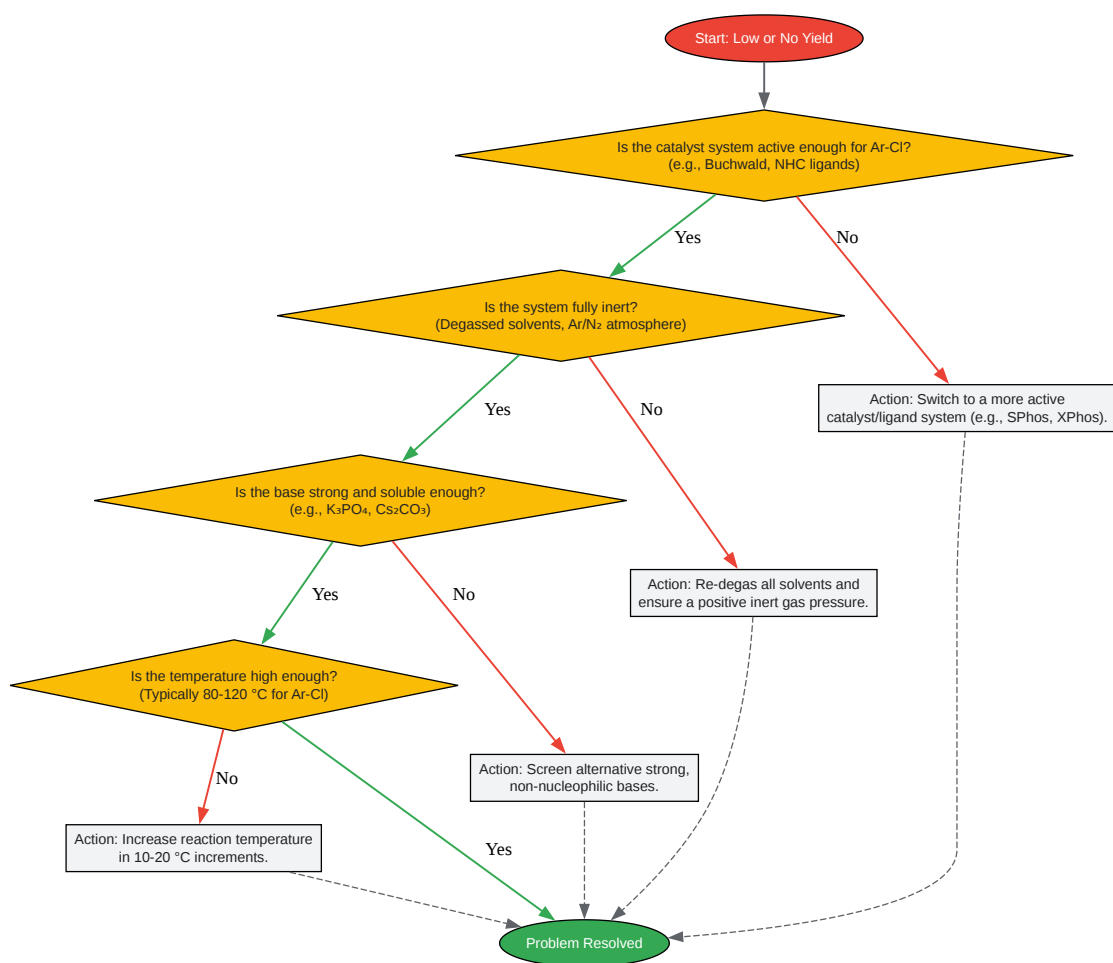 Start: Low or No Yield
Is the catalyst system active enough for Ar-Cl?
(e.g., Buchwald, NHC ligands)
Yes
No
Is the system fully inert?
(Degassed solvents, Ar/N₂ atmosphere)
Action: Switch to a more active
catalyst/ligand system (e.g., SPhos, XPhos).
Yes
No
Is the base strong and soluble enough?
(e.g., K₃PO₄, Cs₂CO₃)
Action: Re-degas all solvents and
ensure a positive inert gas pressure.
Yes
No
Is the temperature high enough?
(Typically 80-120 °C for Ar-Cl)
Action: Screen alternative strong,
non-nucleophilic bases.
No
Yes
Action: Increase reaction temperature
in 10-20 °C increments.
Problem Resolved